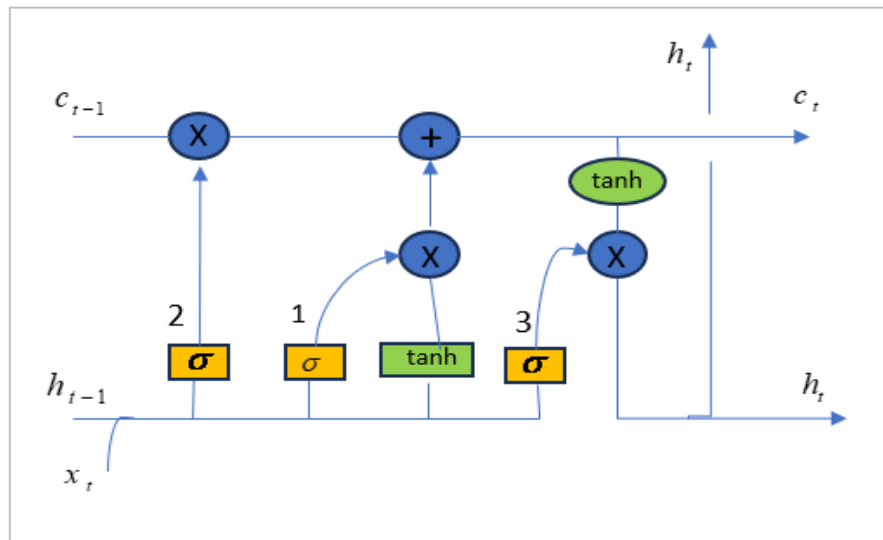 h_t
c_{t-1}
c_t
X
+
tanh
X
X
2
1
3
σ
σ
tanh
σ
h_{t-1}
h_t
x_t